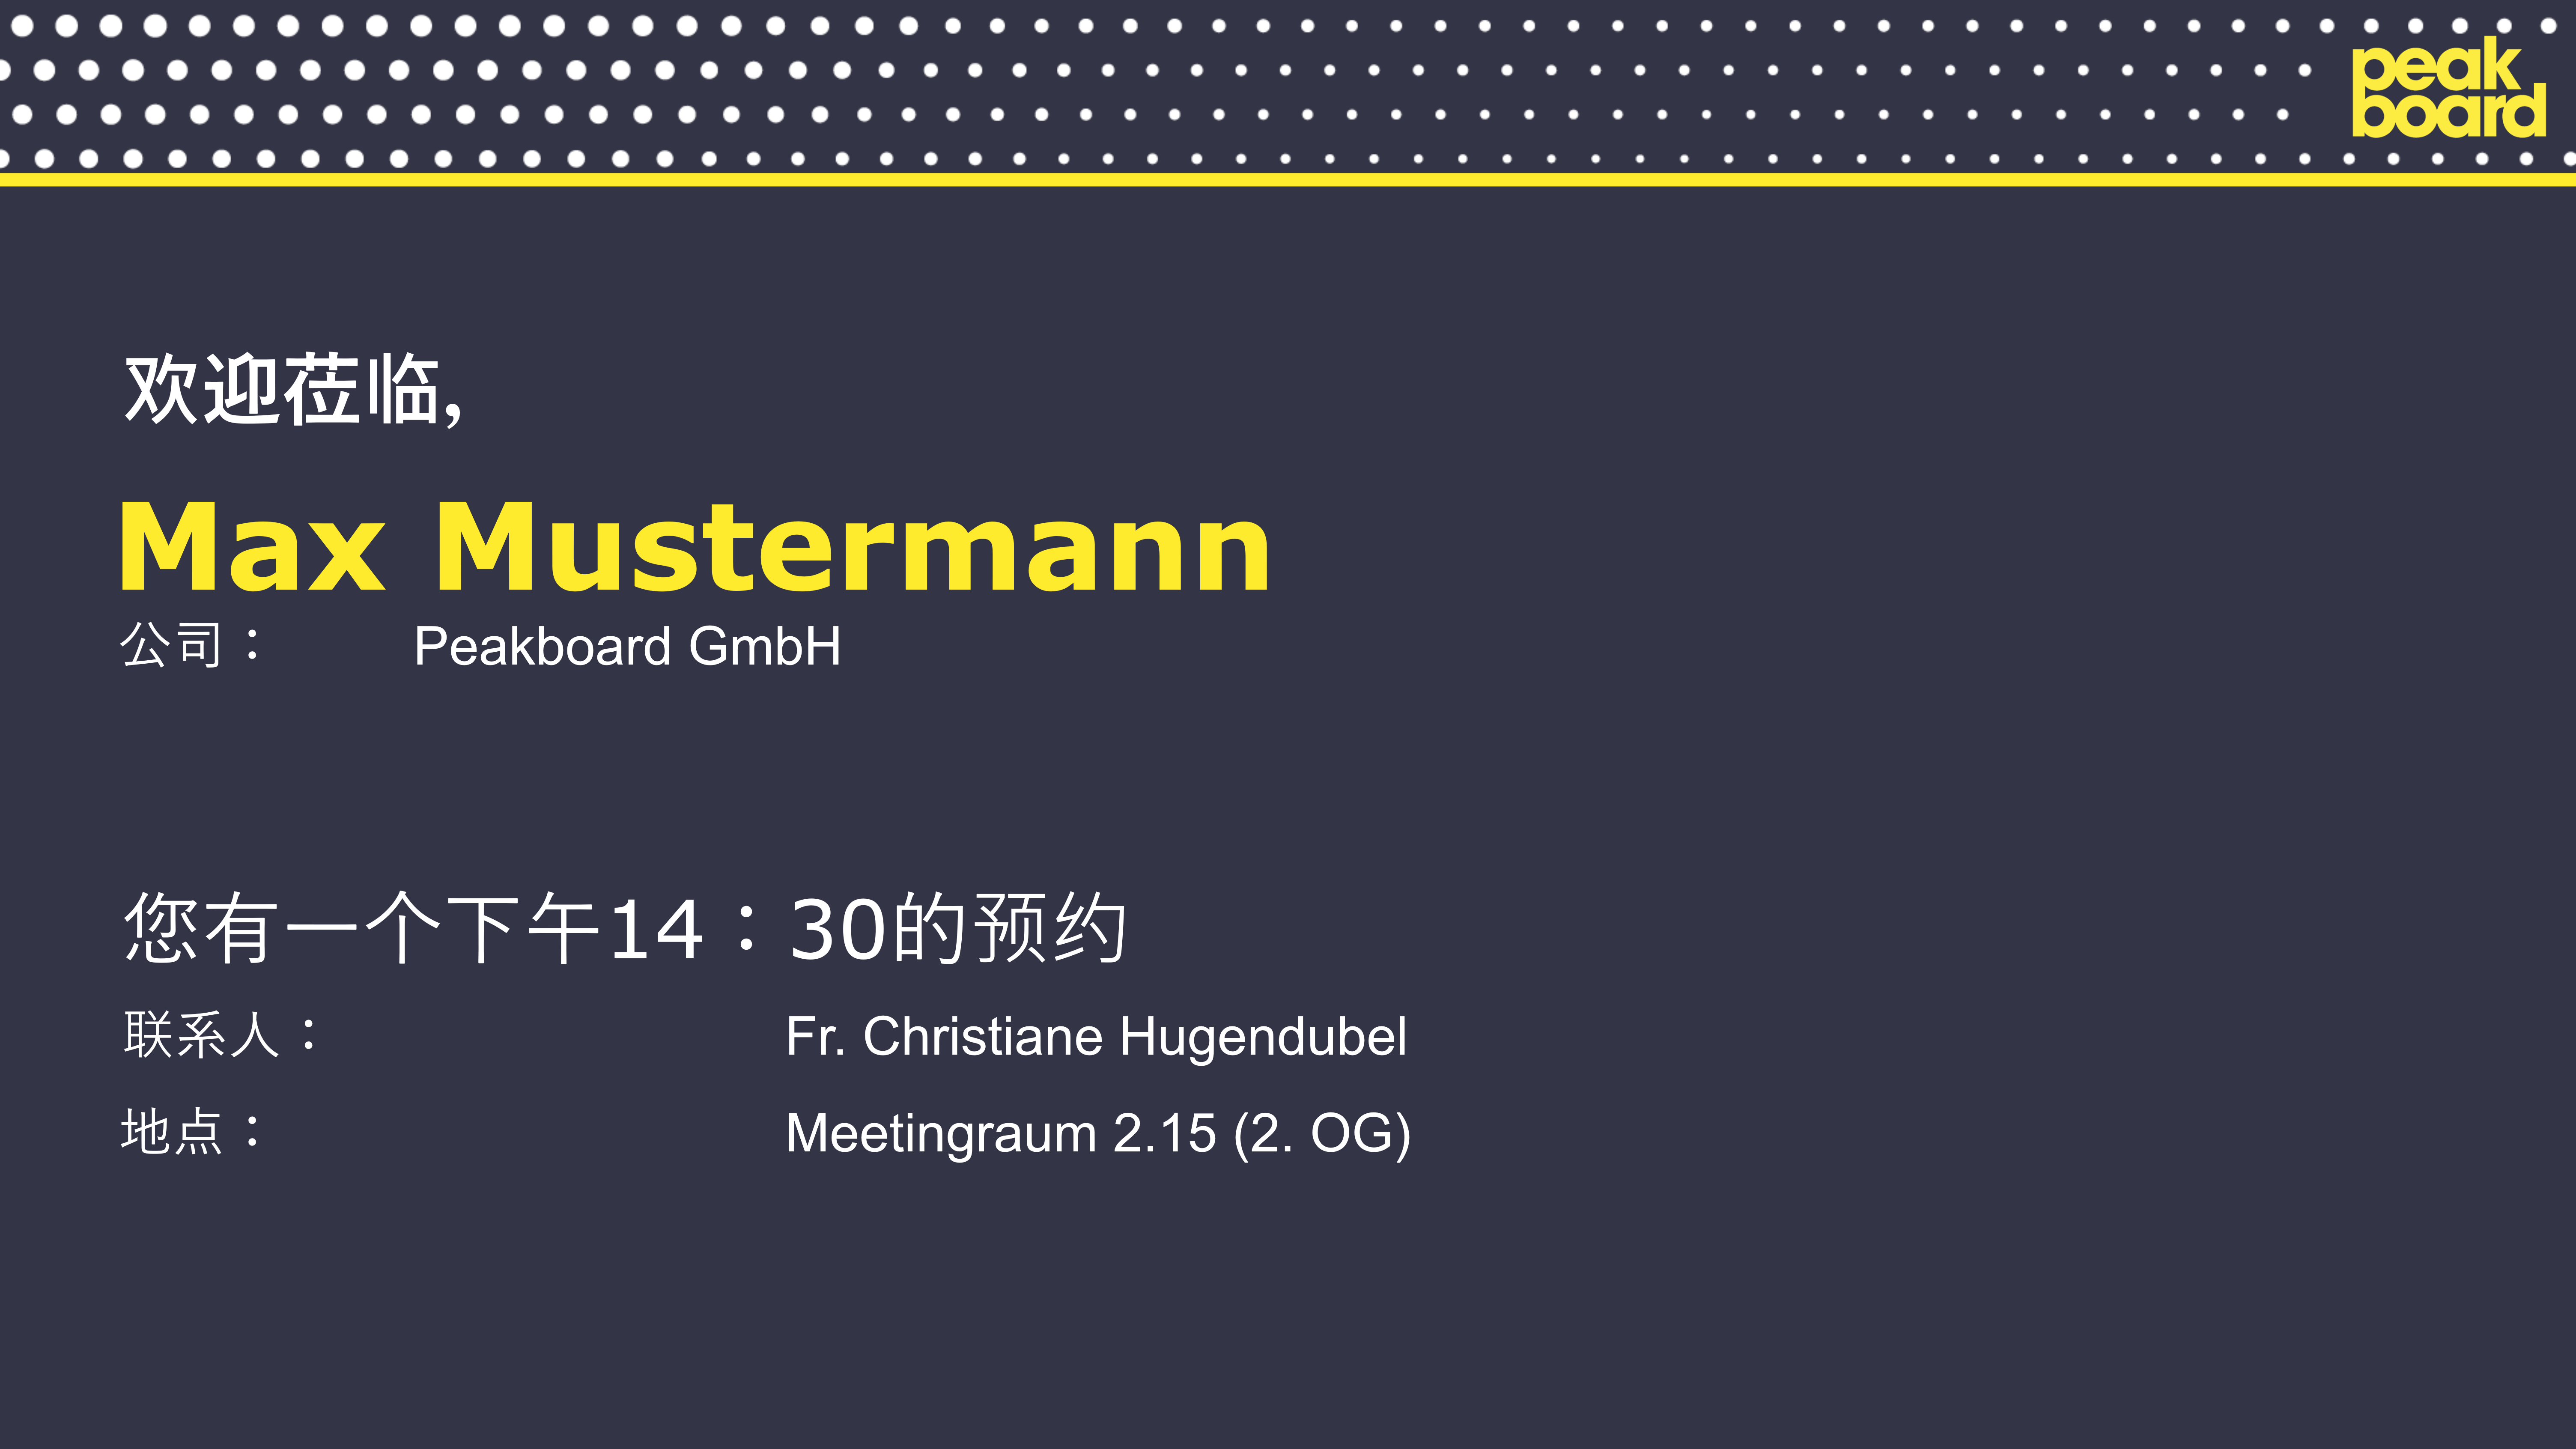 peak
board
欢迎莅临,
Max Mustermann
公司： Peakboard GmbH
您有一个下午14：30的预约
联系人： Fr. Christiane Hugendubel
地点： Meetingraum 2.15 (2. OG)